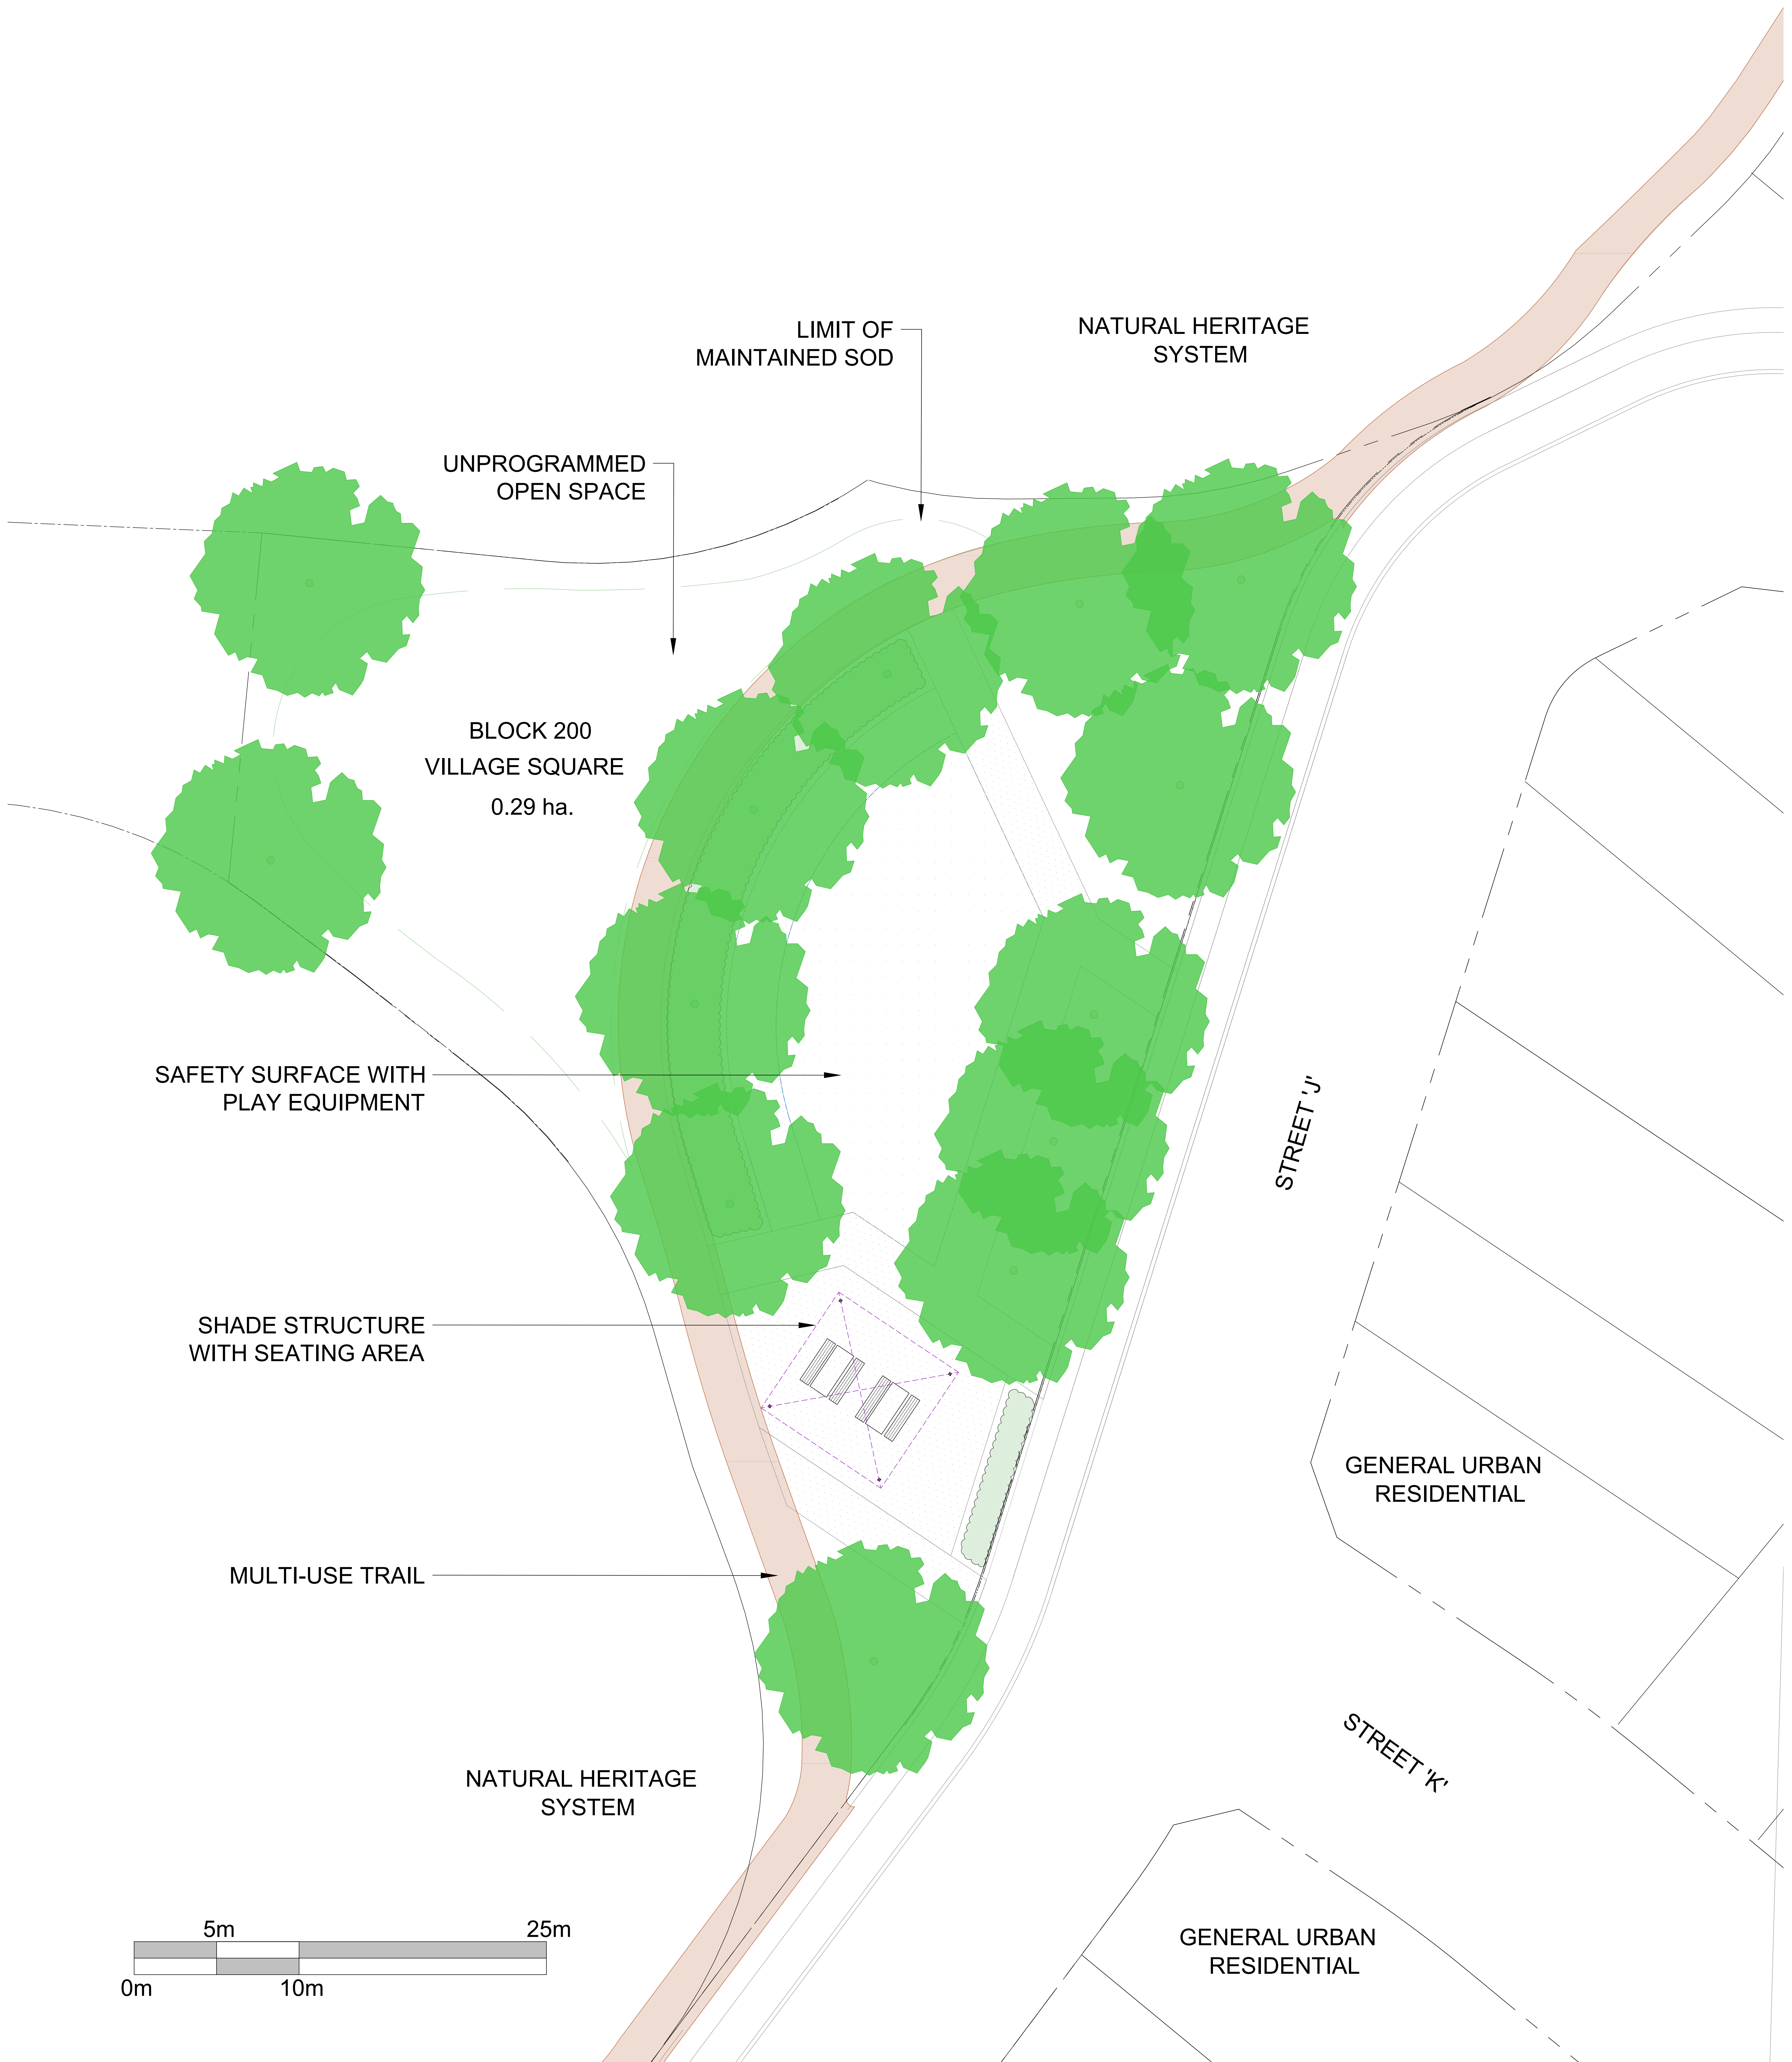 LIMIT OF
MAINTAINED SOD
NATURAL HERITAGE
SYSTEM
UNPROGRAMMED
OPEN SPACE
BLOCK 200
VILLAGE SQUARE
0.29 ha.
SAFETY SURFACE WITH
PLAY EQUIPMENT
STREET 'J'
SHADE STRUCTURE
WITH SEATING AREA
GENERAL URBAN
RESIDENTIAL
MULTI-USE TRAIL
STREET 'K'
NATURAL HERITAGE
SYSTEM
GENERAL URBAN
RESIDENTIAL
5m 25m
0m 10m